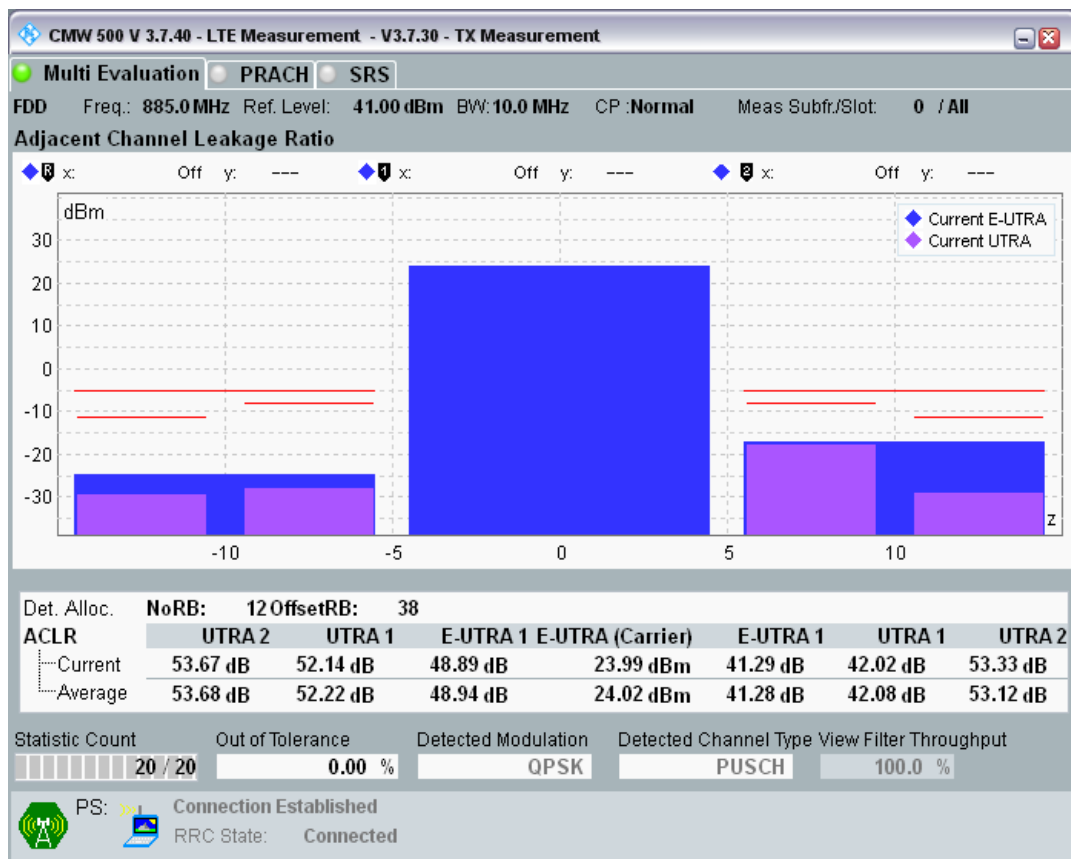 CMW 500 V 3.7.40 - LTE Measurement - V3.7.30 - TX Measurement
Multi Evaluation PRACH SRS
FDD Freq.: 885.0 MHz Ref. Level: 41.00 dBm BW: 10.0 MHz CP :Normal Meas Subfr./Slot: 0 / All
Adjacent Channel Leakage Ratio
R x: Off y: --- 1 x: Off y: --- 2 x: Off y: ---
dBm
Current E-UTRA
Current UTRA
30
20
10
0
-10
-20
-30
z
-10 -5 0 5 10
Det. Alloc. NoRB: 12 OffsetRB: 38
ACLR UTRA 2 UTRA 1 E-UTRA 1 E-UTRA (Carrier) E-UTRA 1 UTRA 1 UTRA 2
Current 53.67 dB 52.14 dB 48.89 dB 23.99 dBm 41.29 dB 42.02 dB 53.33 dB
Average 53.68 dB 52.22 dB 48.94 dB 24.02 dBm 41.28 dB 42.08 dB 53.12 dB
Statistic Count Out of Tolerance Detected Modulation Detected Channel Type View Filter Throughput
20 / 20 0.00 % QPSK PUSCH 100.0 %
PS: Connection Established
RRC State: Connected